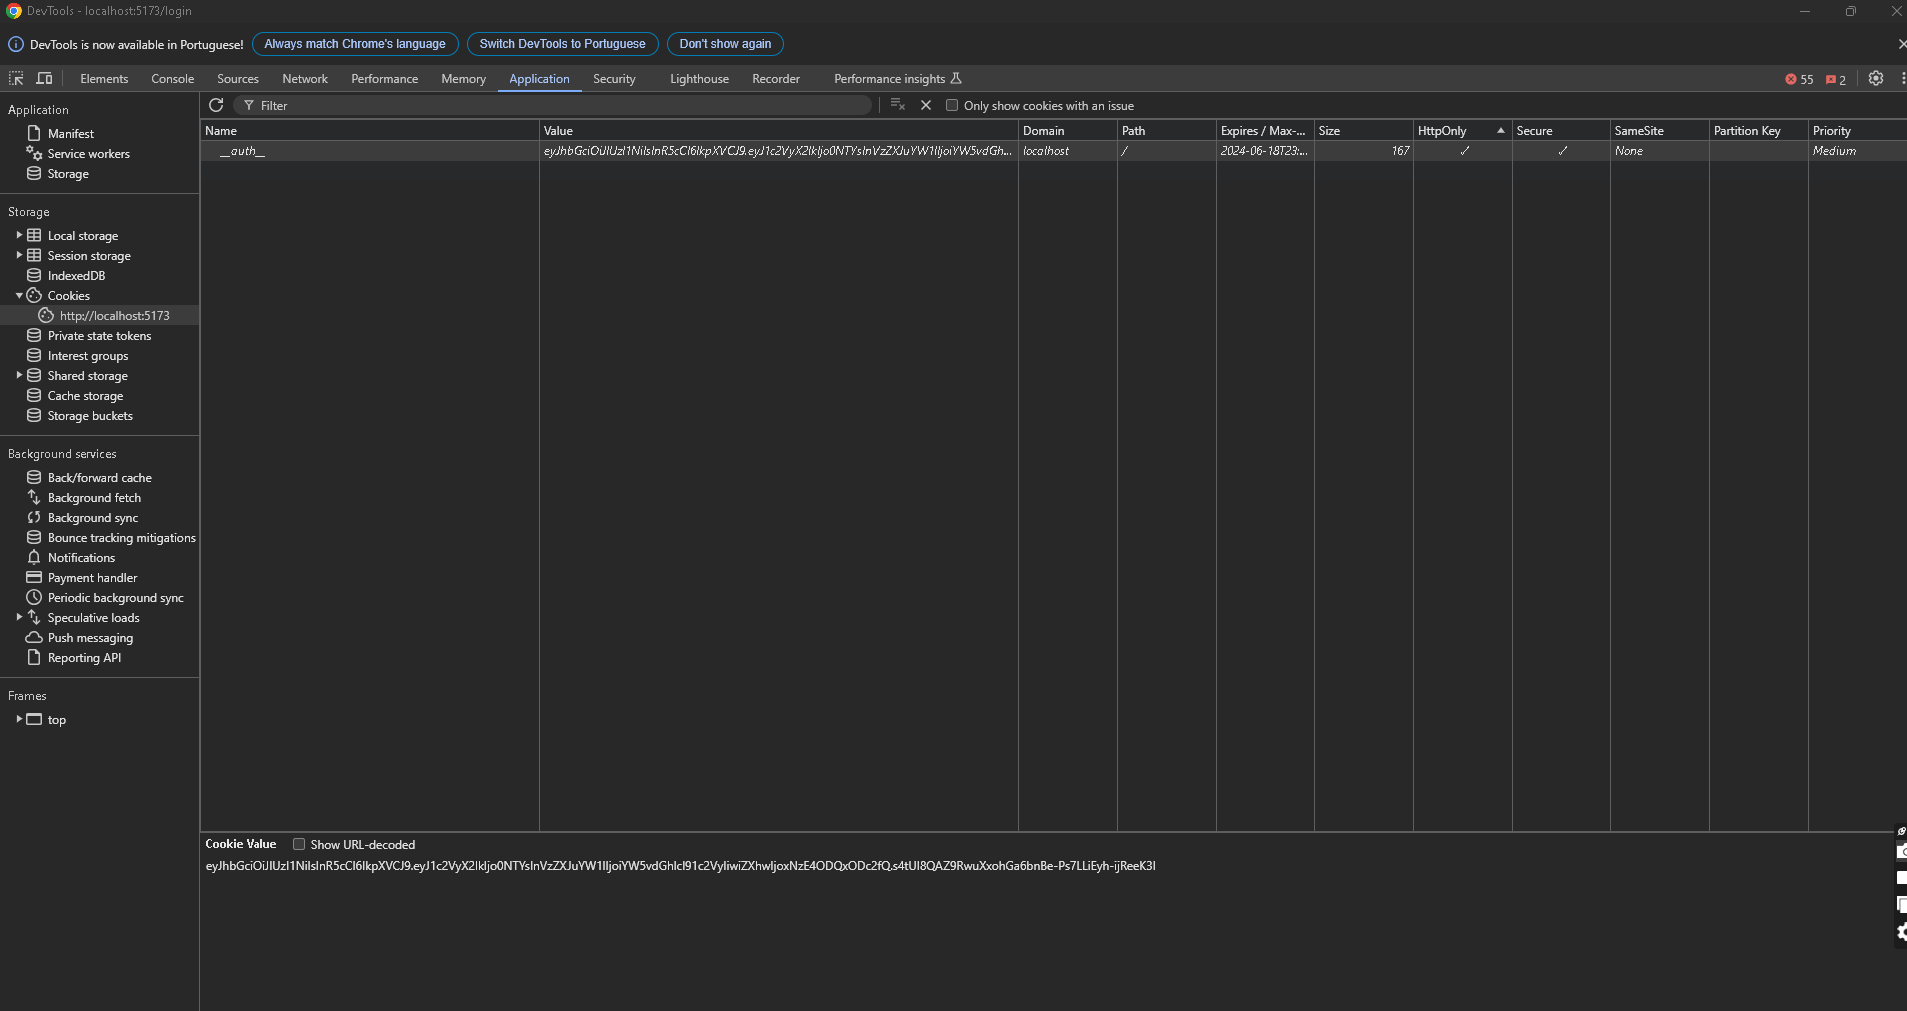 DevTools - localhost:5173/login
DevTools is now available in Portuguese! Always match Chrome's language Switch DevTools to Portuguese Don't show again
Elements Console Sources Network Performance Memory Application Security Lighthouse Recorder Performance insights 55 2
Application
Manifest
Service workers
Storage
Storage
Local storage
Session storage
IndexedDB
Cookies
http://localhost:5173
Private state tokens
Interest groups
Shared storage
Cache storage
Storage buckets
Background services
Back/forward cache
Background fetch
Background sync
Bounce tracking mitigations
Notifications
Payment handler
Periodic background sync
Speculative loads
Push messaging
Reporting API
Frames
top
Filter Only show cookies with an issue
Name Value Domain Path Expires / Max-... Size HttpOnly Secure SameSite Partition Key Priority
__auth__ eyJhbGciOiJIUzI1NiIsInR5cCI6IkpXVCJ9.eyJ1c2VyX2lkIjo0NTYsInVzZXJuYW1lIjoiYW5vdGh... localhost / 2024-06-18T23:... 167 ✓ ✓ None Medium
Cookie Value Show URL-decoded
eyJhbGciOiJIUzI1NiIsInR5cCI6IkpXVCJ9.eyJ1c2VyX2lkIjo0NTYsInVzZXJuYW1lIjoiYW5vdGhlcl91c2VyIiwiZXhwIjoxNzE4ODQxODc2fQ.s4tUI8QAZ9RwuXxohGa6bnBe-Ps7LLiEyh-ijReeK3I